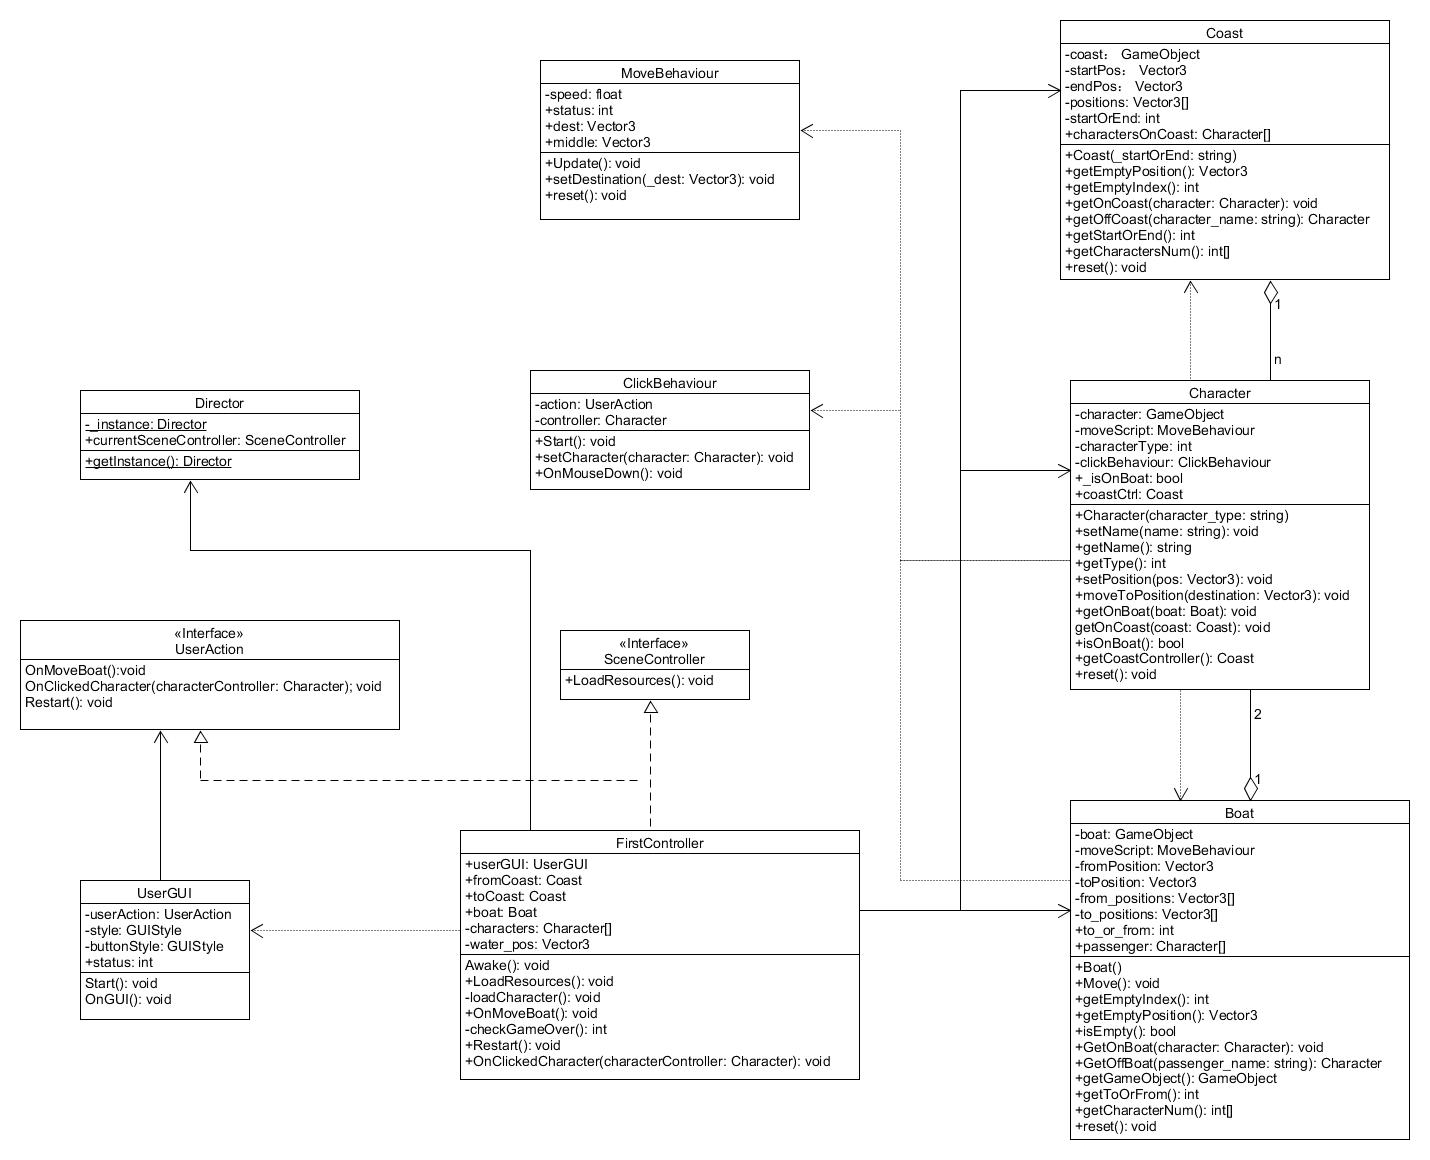 Coast
-coast： GameObject
-startPos： Vector3
-endPos： Vector3
-positions: Vector3[]
-startOrEnd: int
+charactersOnCoast: Character[]
+Coast(_startOrEnd: string)
+getEmptyPosition(): Vector3
+getEmptyIndex(): int
+getOnCoast(character: Character): void
+getOffCoast(character_name: string): Character
+getStartOrEnd(): int
+getCharactersNum(): int[]
+reset(): void
1
n
MoveBehaviour
-speed: float
+status: int
+dest: Vector3
+middle: Vector3
+Update(): void
+setDestination(_dest: Vector3): void
+reset(): void
ClickBehaviour
-action: UserAction
-controller: Character
+Start(): void
+setCharacter(character: Character): void
+OnMouseDown(): void
Character
-character: GameObject
-moveScript: MoveBehaviour
-characterType: int
-clickBehaviour: ClickBehaviour
+_isOnBoat: bool
+coastCtrl: Coast
+Character(character_type: string)
+setName(name: string): void
+getName(): string
+getType(): int
+setPosition(pos: Vector3): void
+moveToPosition(destination: Vector3): void
+getOnBoat(boat: Boat): void
getOnCoast(coast: Coast): void
+isOnBoat(): bool
+getCoastController(): Coast
+reset(): void
2
1
Director
-_instance: Director
+currentSceneController: SceneController
+getInstance(): Director
«Interface»
UserAction
OnMoveBoat():void
OnClickedCharacter(characterController: Character); void
Restart(): void
«Interface»
SceneController
+LoadResources(): void
UserGUI
-userAction: UserAction
-style: GUIStyle
-buttonStyle: GUIStyle
+status: int
Start(): void
OnGUI(): void
FirstController
+userGUI: UserGUI
+fromCoast: Coast
+toCoast: Coast
+boat: Boat
-characters: Character[]
-water_pos: Vector3
Awake(): void
+LoadResources(): void
-loadCharacter(): void
+OnMoveBoat(): void
-checkGameOver(): int
+Restart(): void
+OnClickedCharacter(characterController: Character): void
Boat
-boat: GameObject
-moveScript: MoveBehaviour
-fromPosition: Vector3
-toPosition: Vector3
-from_positions: Vector3[]
-to_positions: Vector3[]
+to_or_from: int
+passenger: Character[]
+Boat()
+Move(): void
+getEmptyIndex(): int
+getEmptyPosition(): Vector3
+isEmpty(): bool
+GetOnBoat(character: Character): void
+GetOffBoat(passenger_name: string): Character
+getGameObject(): GameObject
+getToOrFrom(): int
+getCharacterNum(): int[]
+reset(): void